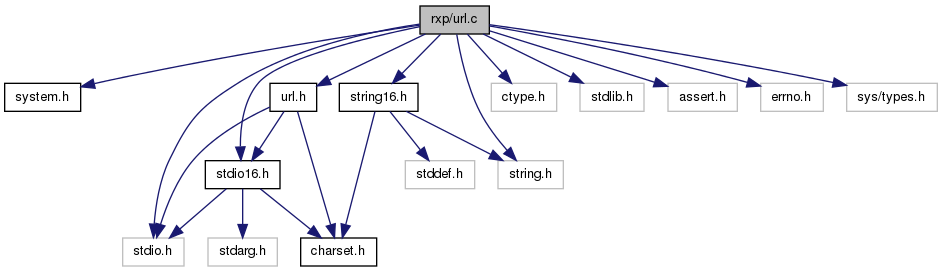 rxp/url.c
system.h
url.h
string16.h
ctype.h
stdlib.h
assert.h
errno.h
sys/types.h
stdio16.h
stddef.h
string.h
stdio.h
stdarg.h
charset.h